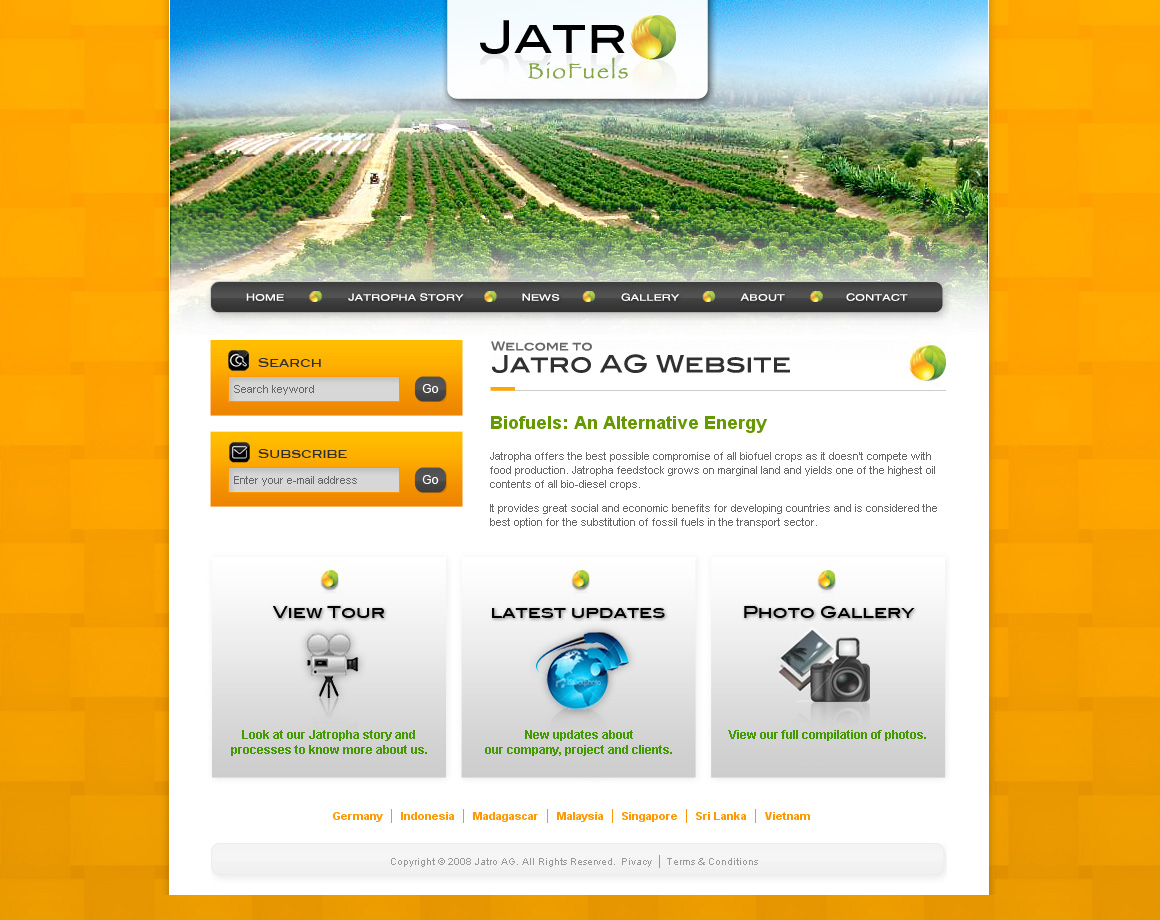 JATRO
BioFuels
HOME JATROPHA STORY NEWS GALLERY ABOUT CONTACT
SEARCH
Search keyword Go
SUBSCRIBE
Enter your e-mail address Go
WELCOME TO
JATRO AG WEBSITE
Biofuels: An Alternative Energy
Jatropha offers the best possible compromise of all biofuel crops as it doesn't compete with
food production. Jatropha feedstock grows on marginal land and yields one of the highest oil
contents of all bio-diesel crops.
It provides great social and economic benefits for developing countries and is considered the
best option for the substitution of fossil fuels in the transport sector.
VIEW TOUR
Look at our Jatropha story and
processes to know more about us.
LATEST UPDATES
New updates about
our company, project and clients.
PHOTO GALLERY
View our full compilation of photos.
Germany | Indonesia | Madagascar | Malaysia | Singapore | Sri Lanka | Vietnam
Copyright © 2008 Jatro AG. All Rights Reserved. Pivacy | Terms & Conditions